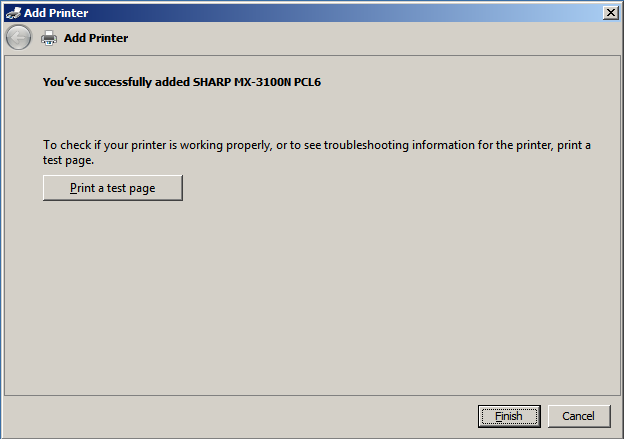 Add Printer
Add Printer
You've successfully added SHARP MX-3100N PCL6
To check if your printer is working properly, or to see troubleshooting information for the printer, print a
test page.
Print a test page
Finish
Cancel